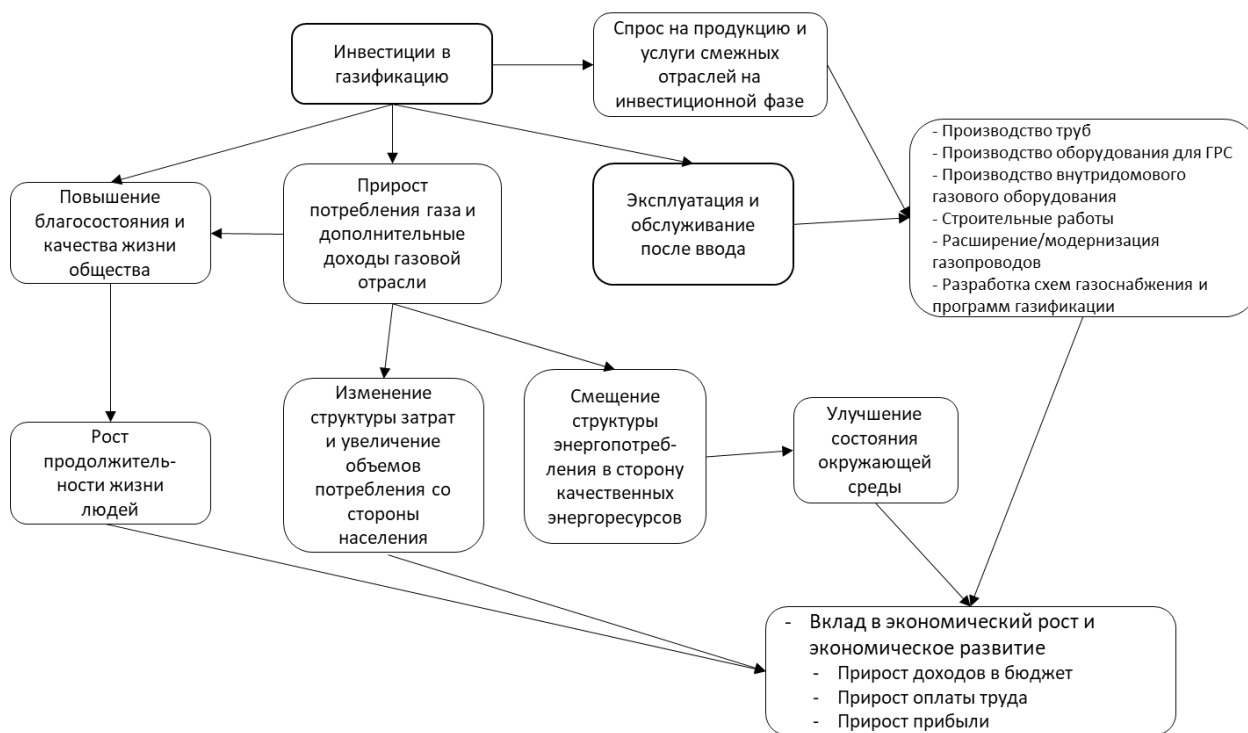 Инвестиции в
газификацию
Спрос на продукцию и
услуги смежных
отраслей на
инвестиционной фазе
Повышение
благосостояния и
качества жизни
общества
Прирост
потребления газа и
дополнительные
доходы газовой
отрасли
Эксплуатация и
обслуживание
после ввода
- Производство труб
- Производство оборудования для ГРС
- Производство внутридомового
газового оборудования
- Строительные работы
- Расширение/модернизация
газопроводов
- Разработка схем газоснабжения и
программ газификации
Рост
продолжитель-
ности жизни
людей
Изменение
структуры затрат
и увеличение
объемов
потребления со
стороны
населения
Смещение
структуры
энергопотреб-
ления в сторону
качественных
энергоресурсов
Улучшение
состояния
окружающей
среды
- Вклад в экономический рост и
экономическое развитие
- Прирост доходов в бюджет
- Прирост оплаты труда
- Прирост прибыли